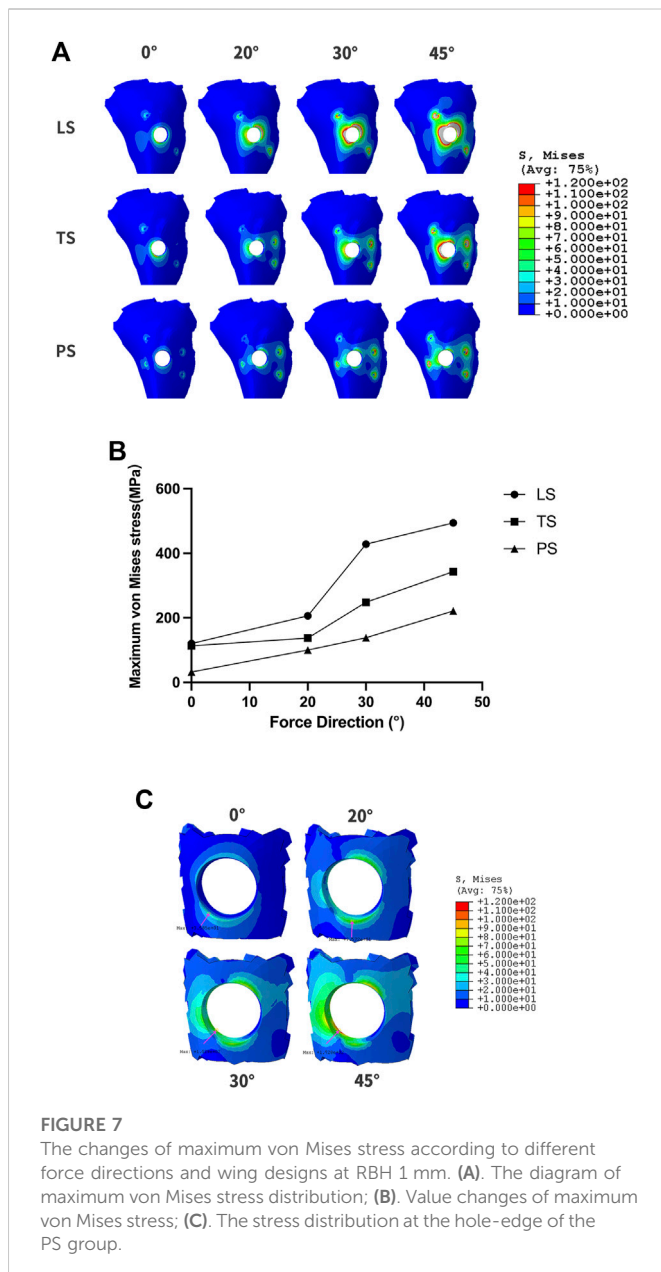 A
0° 20° 30° 45°
LS
TS
PS
S, Mises
(Avg: 75%)
+1.200e+02
+1.100e+02
+1.000e+02
+9.000e+01
+8.000e+01
+7.000e+01
+6.000e+01
+5.000e+01
+4.000e+01
+3.000e+01
+2.000e+01
+1.000e+01
+0.000e+00
B
Maximum von Mises stress(MPa)
600
400
200
0
0 10 20 30 40 50
Force Direction (°)
LS
TS
PS
C
0° 20°
30° 45°
S, Mises
(Avg: 75%)
+1.200e+02
+1.100e+02
+1.000e+02
+9.000e+01
+8.000e+01
+7.000e+01
+6.000e+01
+5.000e+01
+4.000e+01
+3.000e+01
+2.000e+01
+1.000e+01
+0.000e+00
FIGURE 7
The changes of maximum von Mises stress according to different
force directions and wing designs at RBH 1 mm. (A). The diagram of
maximum von Mises stress distribution; (B). Value changes of maximum
von Mises stress; (C). The stress distribution at the hole-edge of the
PS group.